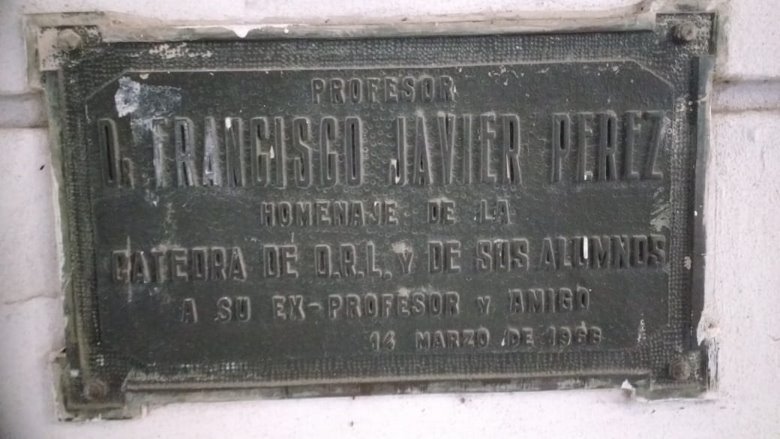 PROFESOR
D. FRANCISCO JAVIER PEREZ
HOMENAJE DE LA
CATEDRA DE O.R.L. Y DE SUS ALUMNOS
A SU EX-PROFESOR Y AMIGO
14 MARZO DE 1968